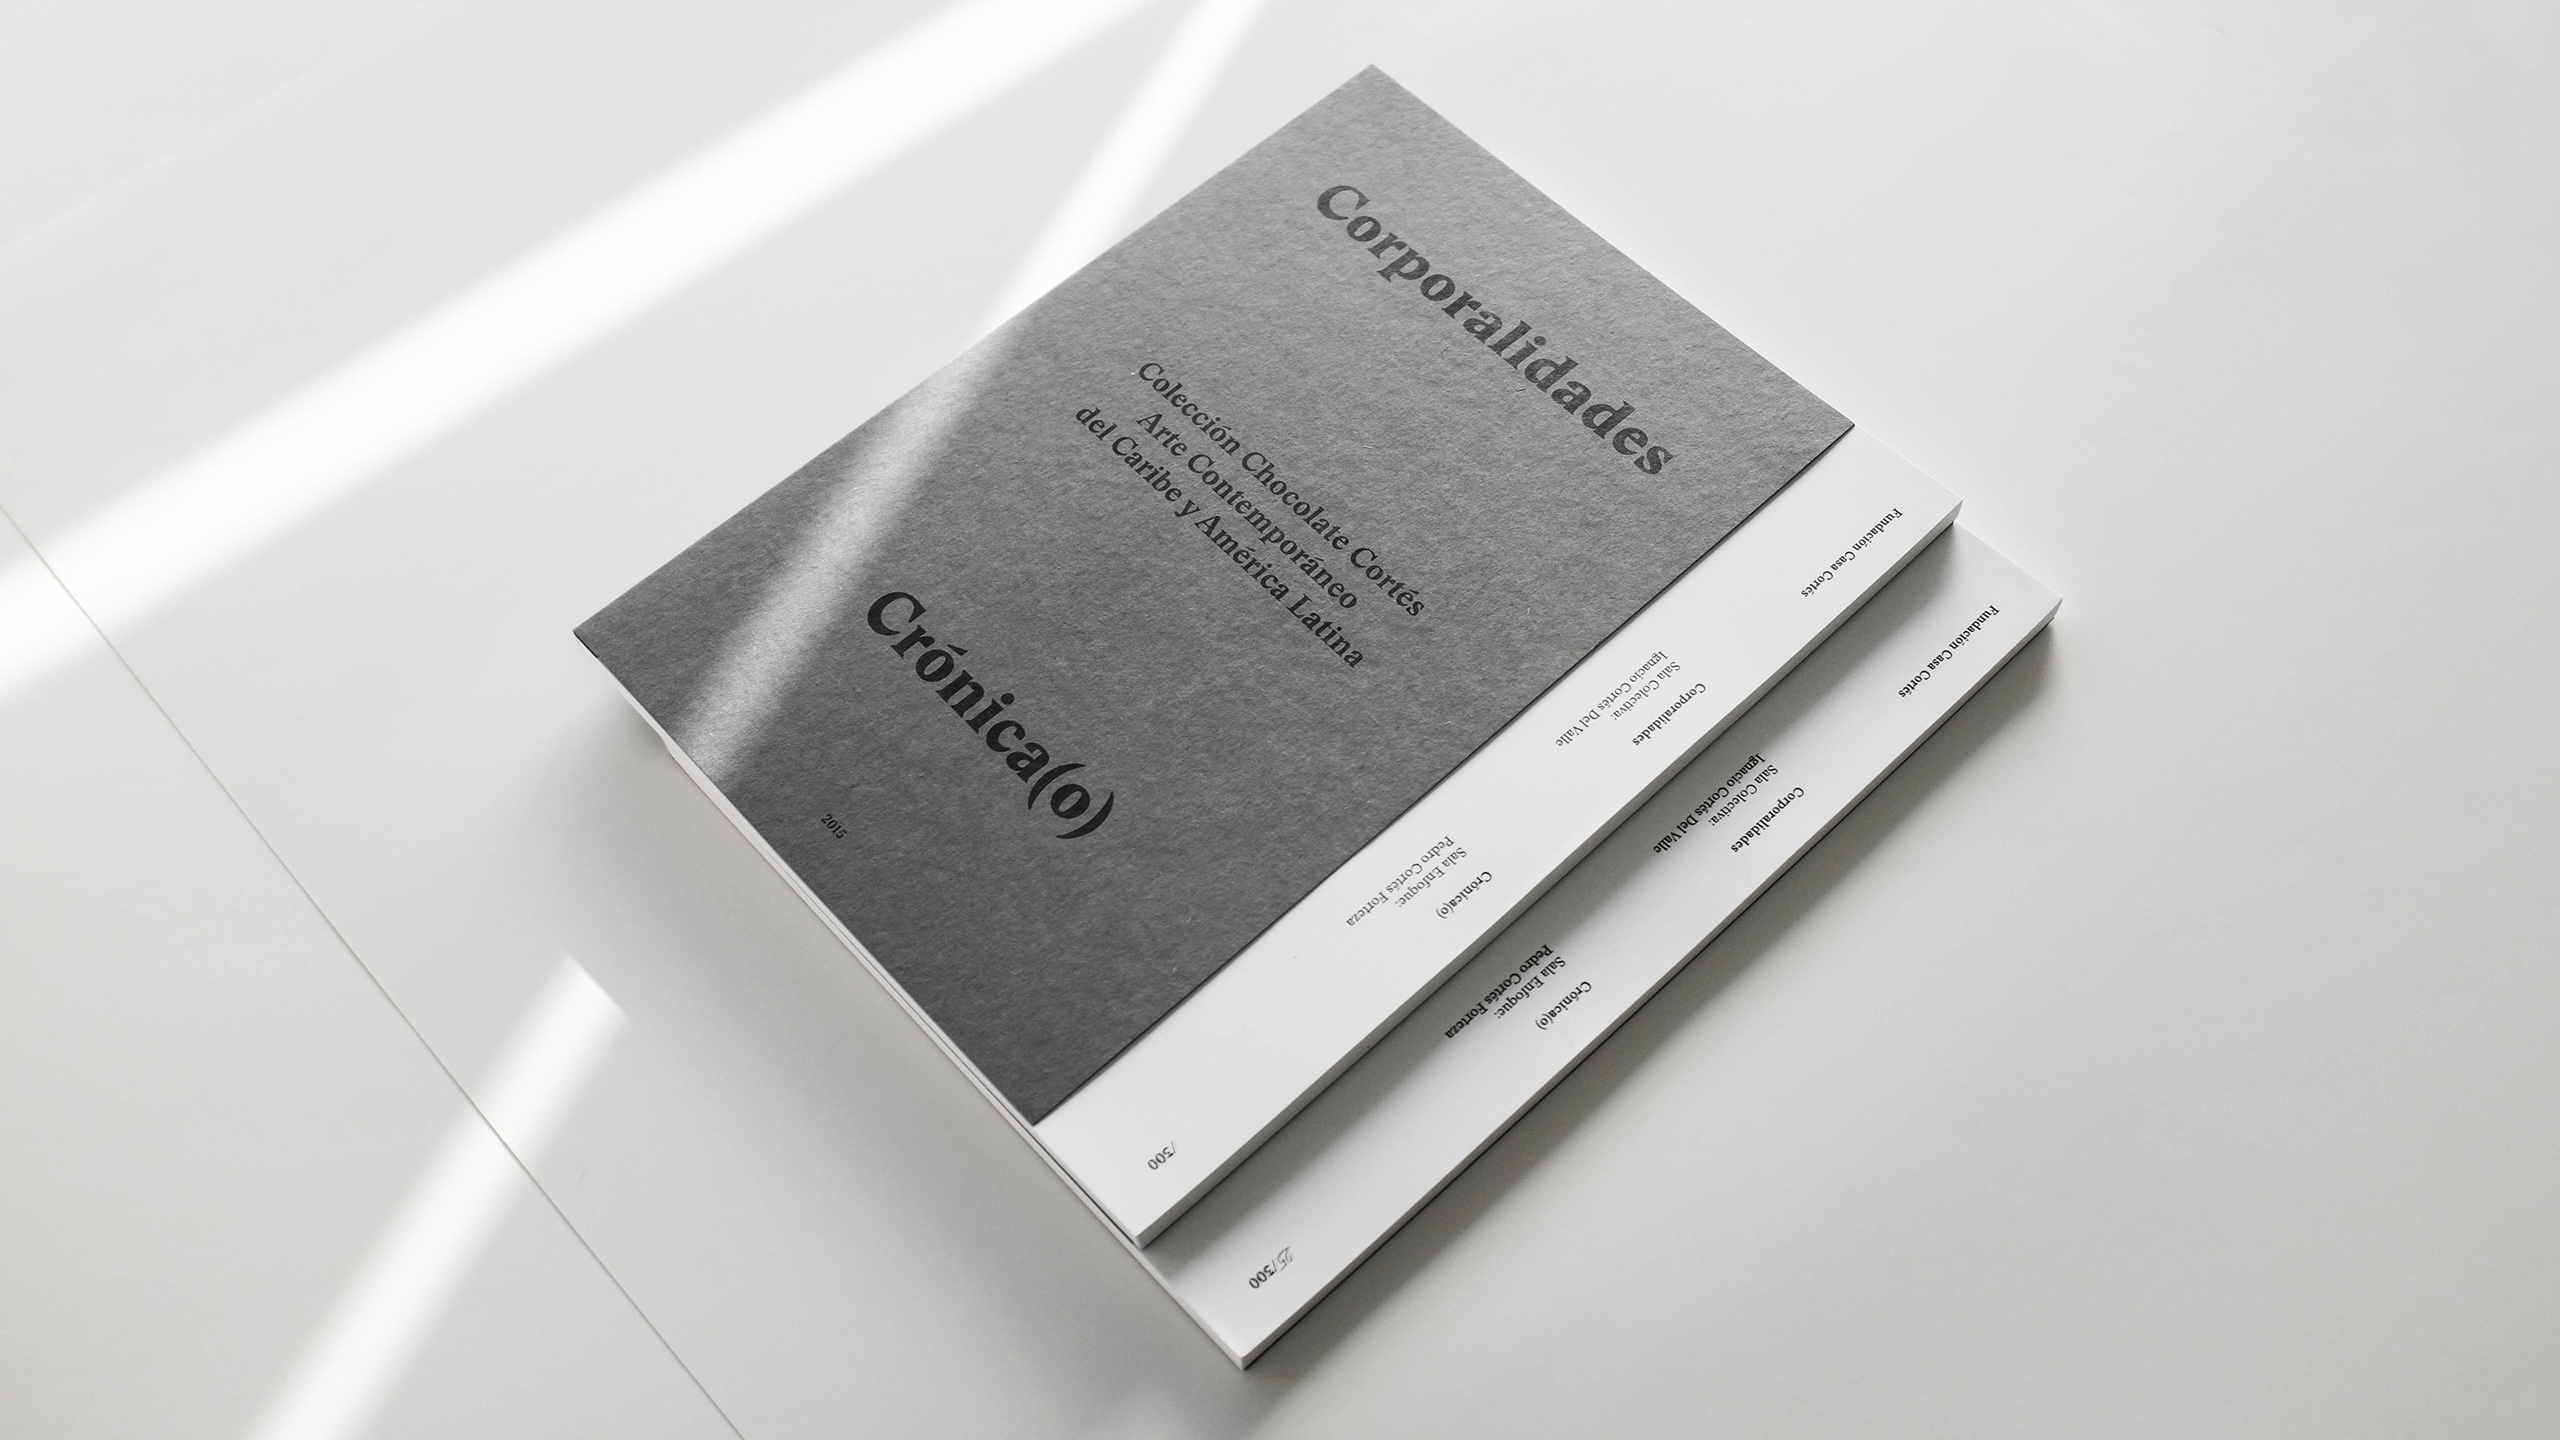 Corporalidades
Colección Chocolate Cortés
Arte Contemporáneo
del Caribe y América Latina
Crónica(o)
2015
Fundación Casa Cortés
Corporalidades
Sala Colectiva:
Ignacio Cortés Del Valle
Crónica(o)
Sala Enfoque:
Pedro Cortés Forteza
/300
Fundación Casa Cortés
Corporalidades
Sala Colectiva:
Ignacio Cortés Del Valle
Crónica(o)
Sala Enfoque:
Pedro Cortés Forteza
25/300